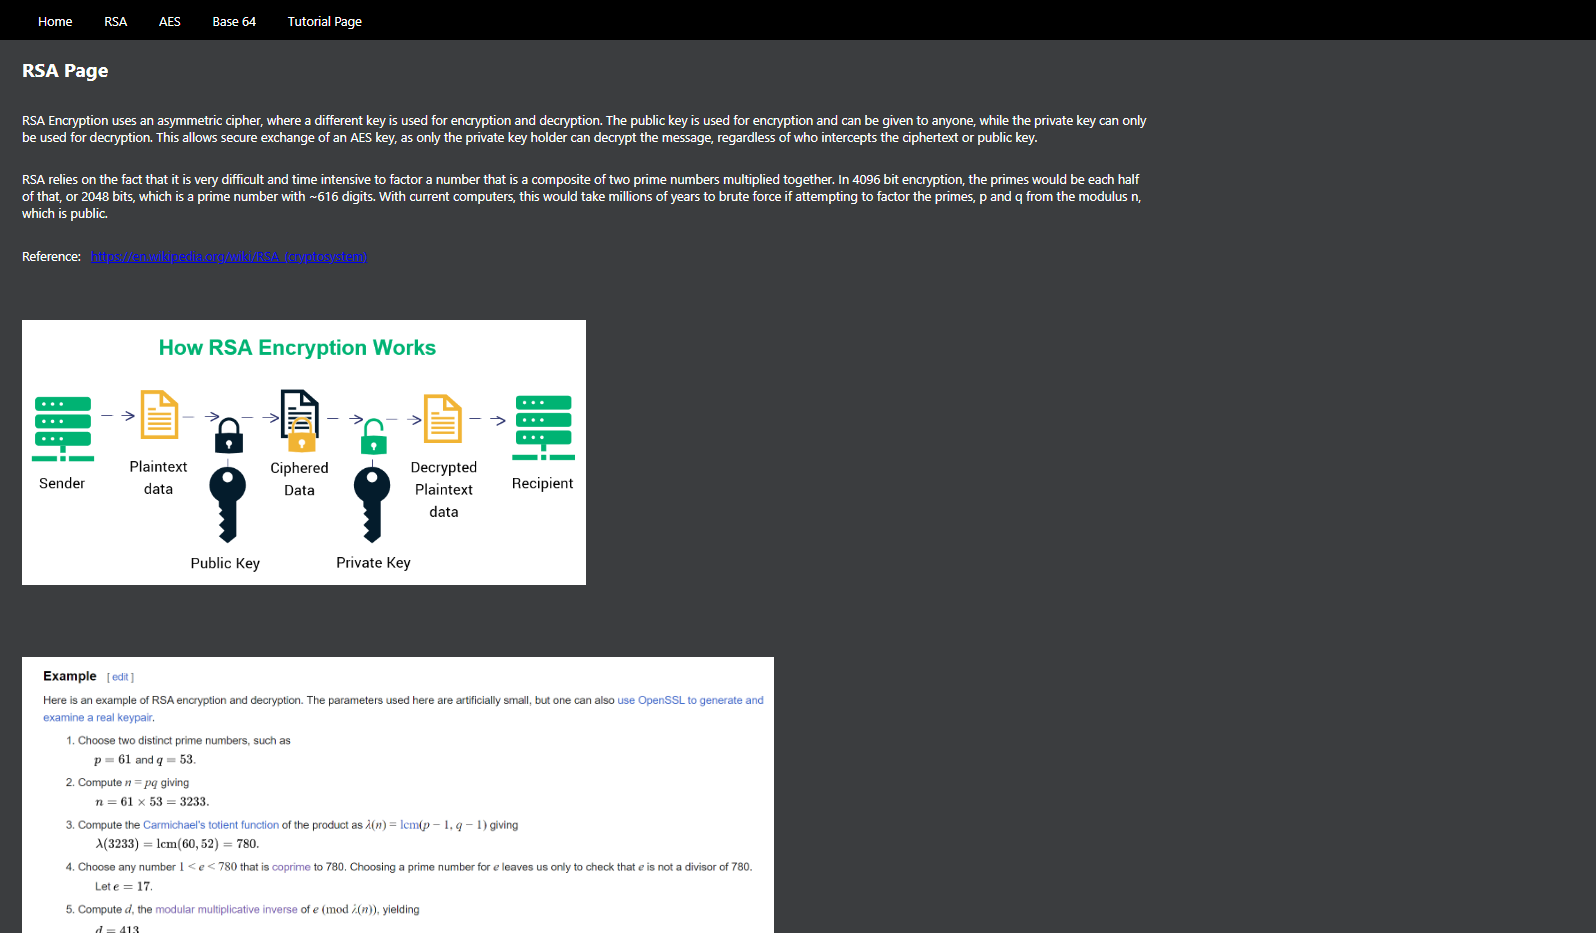 Home RSA AES Base 64 Tutorial Page
RSA Page
RSA Encryption uses an asymmetric cipher, where a different key is used for encryption and decryption. The public key is used for encryption and can be given to anyone, while the private key can only
be used for decryption. This allows secure exchange of an AES key, as only the private key holder can decrypt the message, regardless of who intercepts the ciphertext or public key.
RSA relies on the fact that it is very difficult and time intensive to factor a number that is a composite of two prime numbers multiplied together. In 4096 bit encryption, the primes would be each half
of that, or 2048 bits, which is a prime number with ~616 digits. With current computers, this would take millions of years to brute force if attempting to factor the primes, p and q from the modulus n,
which is public.
Reference: https://en.wikipedia.org/wiki/RSA_(cryptosystem)
How RSA Encryption Works
Sender
Plaintext
data
Public Key
Ciphered
Data
Private Key
Decrypted
Plaintext
data
Recipient
Example [ edit ]
Here is an example of RSA encryption and decryption. The parameters used here are artificially small, but one can also use OpenSSL to generate and
examine a real keypair.
1. Choose two distinct prime numbers, such as
p = 61 and q = 53.
2. Compute n = pq giving
n = 61 × 53 = 3233.
3. Compute the Carmichael's totient function of the product as λ(n) = lcm(p − 1, q − 1) giving
λ(3233) = lcm(60, 52) = 780.
4. Choose any number 1 < e < 780 that is coprime to 780. Choosing a prime number for e leaves us only to check that e is not a divisor of 780.
Let e = 17.
5. Compute d, the modular multiplicative inverse of e (mod λ(n)), yielding
d = 413